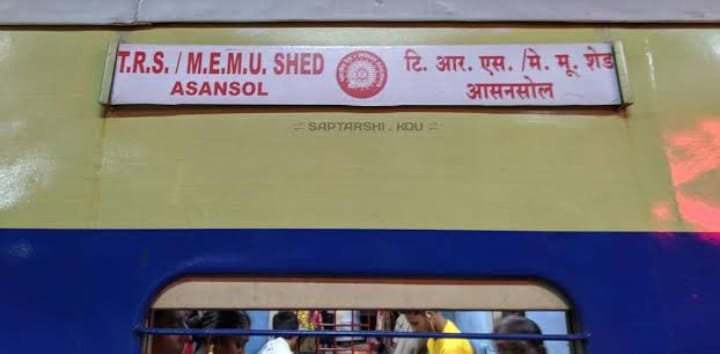 T.R.S. / M.E.M.U. SHED
ASANSOL
टि. आर. एस. /मे. मू. शेड
आसनसोल
= SAPTARSHI . KOU =